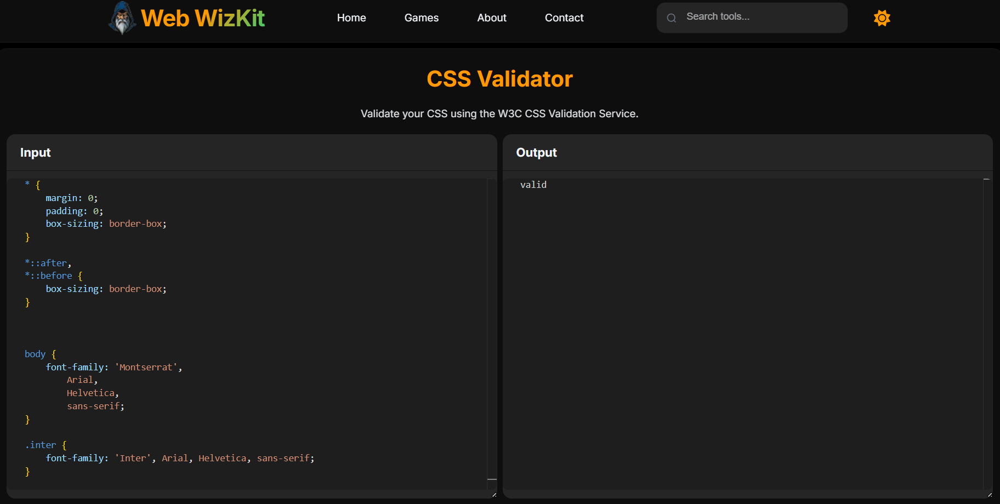 Web WizKit
Home
Games
About
Contact
Search tools...
CSS Validator
Validate your CSS using the W3C CSS Validation Service.
Input
* {
    margin: 0;
    padding: 0;
    box-sizing: border-box;
}
*::after,
*::before {
    box-sizing: border-box;
}
body {
    font-family: 'Montserrat',
        Arial,
        Helvetica,
        sans-serif;
}
.inter {
    font-family: 'Inter', Arial, Helvetica, sans-serif;
}
Output
valid